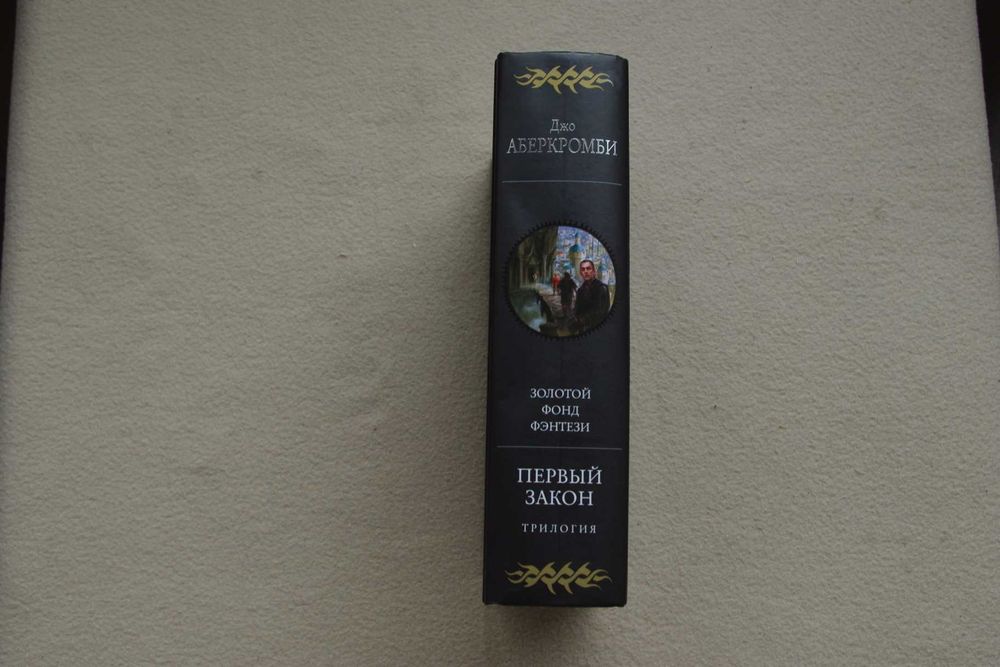 Джо
АБЕРКРОМБИ
ЗОЛОТОЙ
ФОНД
ФЭНТЕЗИ
ПЕРВЫЙ
ЗАКОН
ТРИЛОГИЯ